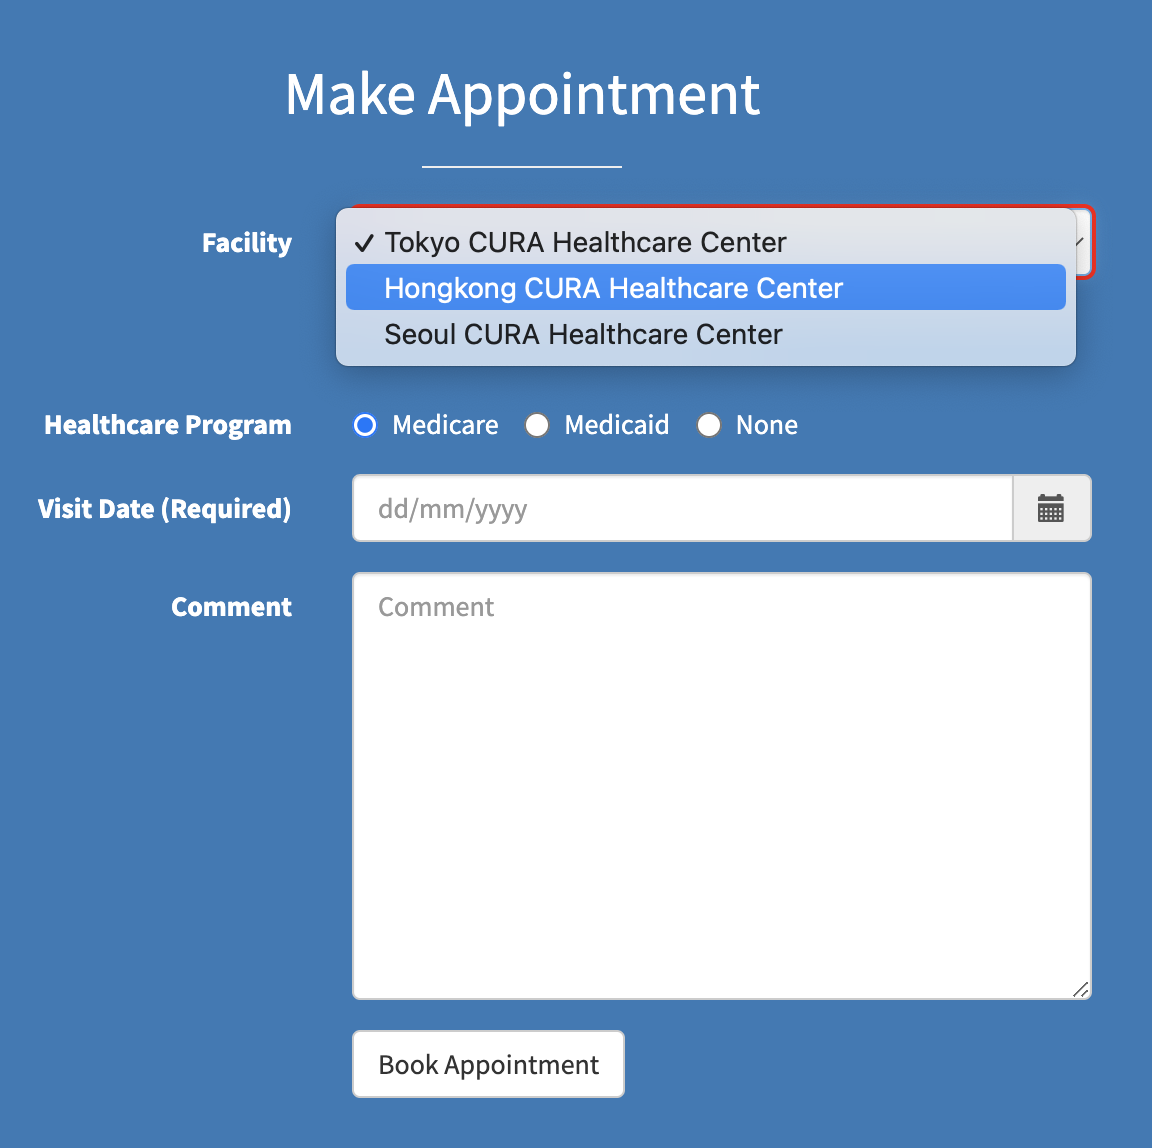 Make Appointment
Facility
✓ Tokyo CURA Healthcare Center
Hongkong CURA Healthcare Center
Seoul CURA Healthcare Center
Healthcare Program Medicare Medicaid None
Visit Date (Required) dd/mm/yyyy
Comment Comment
Book Appointment